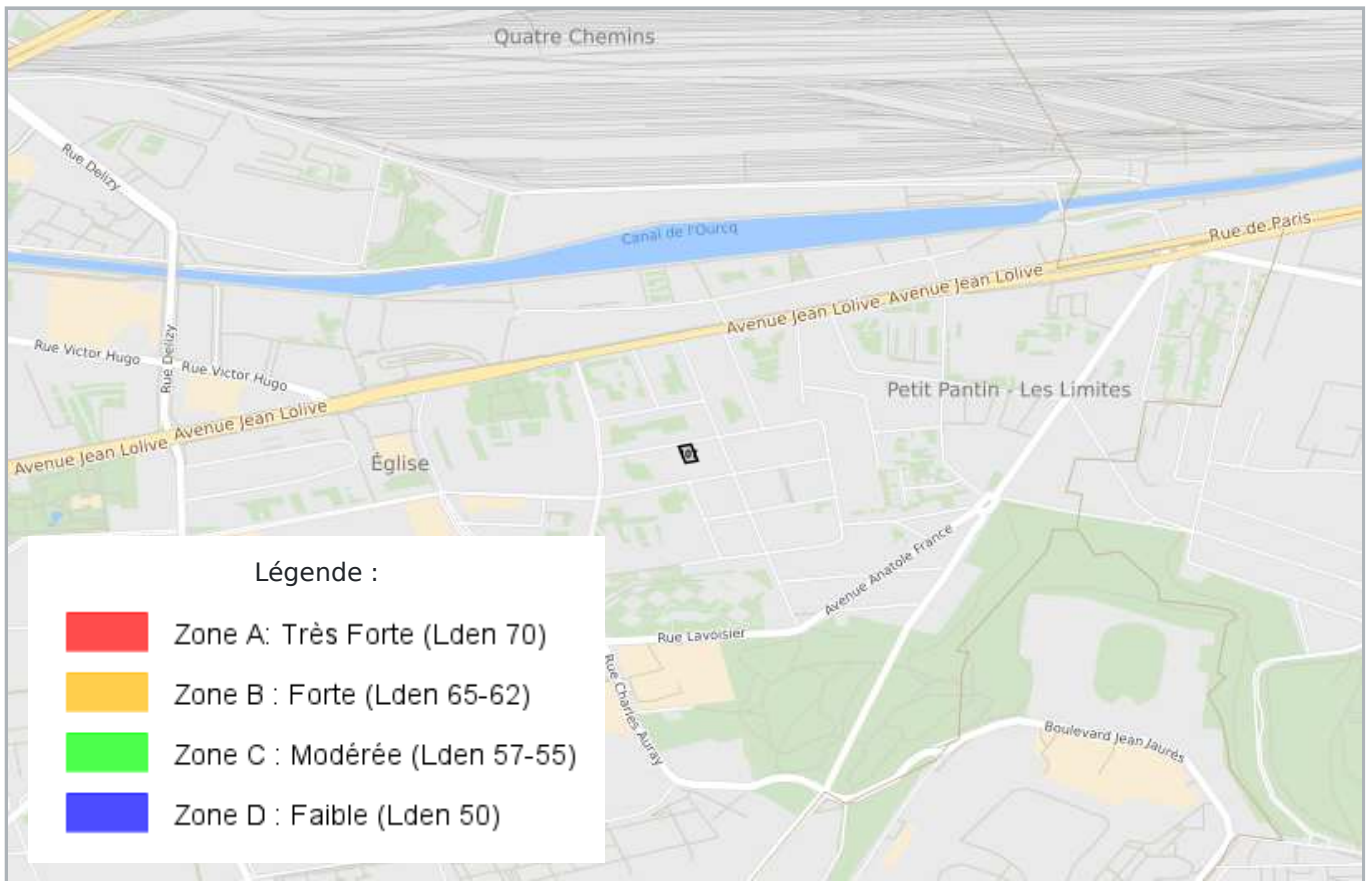 Quatre Chemins
Rue Delizy
Canal de l'Ourcq
Rue de Paris
Avenue Jean Lolive
Avenue Jean Lolive
Rue Victor Hugo
Rue Delizy
Rue Victor Hugo
Petit Pantin - Les Limites
Avenue Jean Lolive
Avenue Jean Lolive
Église
Avenue Anatole France
Rue Lavoisier
Rue Charles Auray
Boulevard Jean Jaurès
Légende :
Zone A: Très Forte (Lden 70)
Zone B : Forte (Lden 65-62)
Zone C : Modérée (Lden 57-55)
Zone D : Faible (Lden 50)